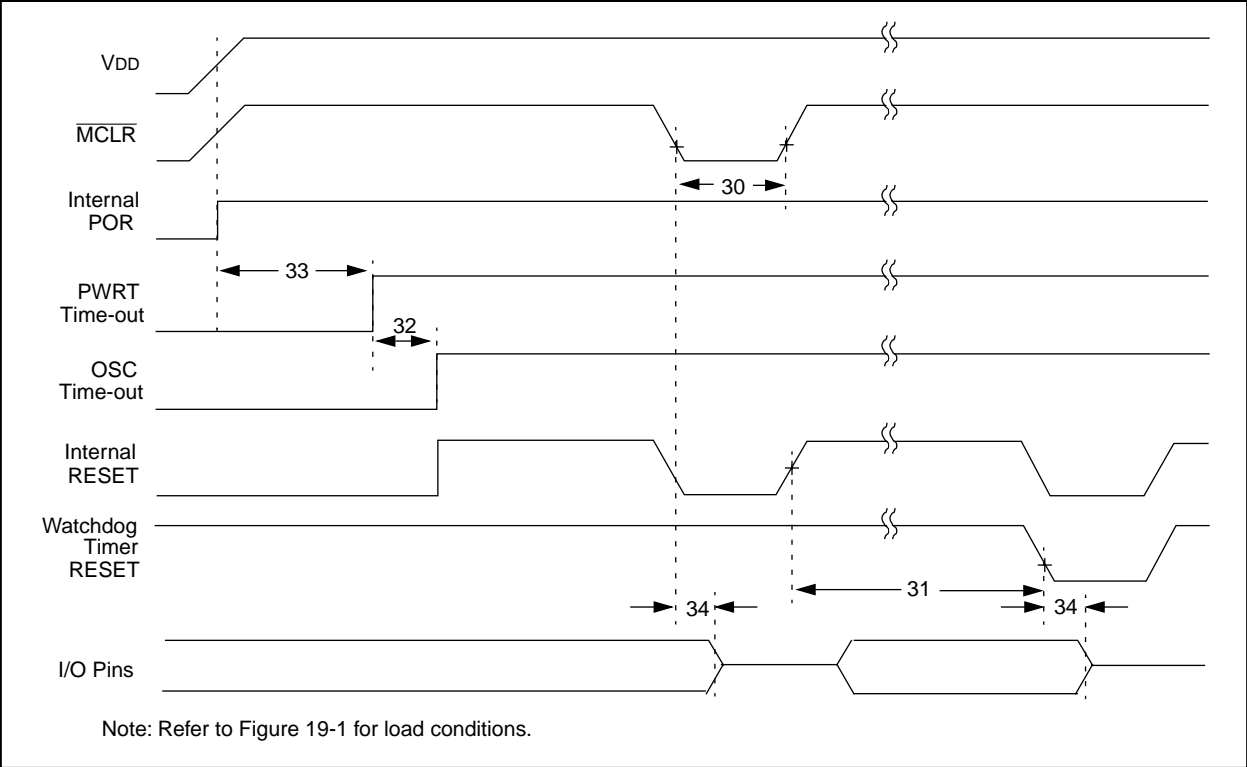 VDD
MCLR
30
Internal
POR
33
PWRT
Time-out
32
OSC
Time-out
Internal
RESET
Watchdog
Timer
RESET
31
34
34
I/O Pins
Note: Refer to Figure 19-1 for load conditions.